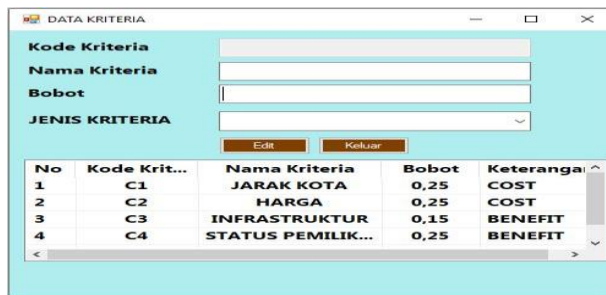 DATA KRITERIA
Kode Kriteria
Nama Kriteria
Bobot
JENIS KRITERIA
Edit Keluar
No Kode Krit... Nama Kriteria Bobot Keterangan
1 C1 JARAK KOTA 0,25 COST
2 C2 HARGA 0,25 COST
3 C3 INFRASTRUKTUR 0,15 BENEFIT
4 C4 STATUS PEMILIK... 0,25 BENEFIT